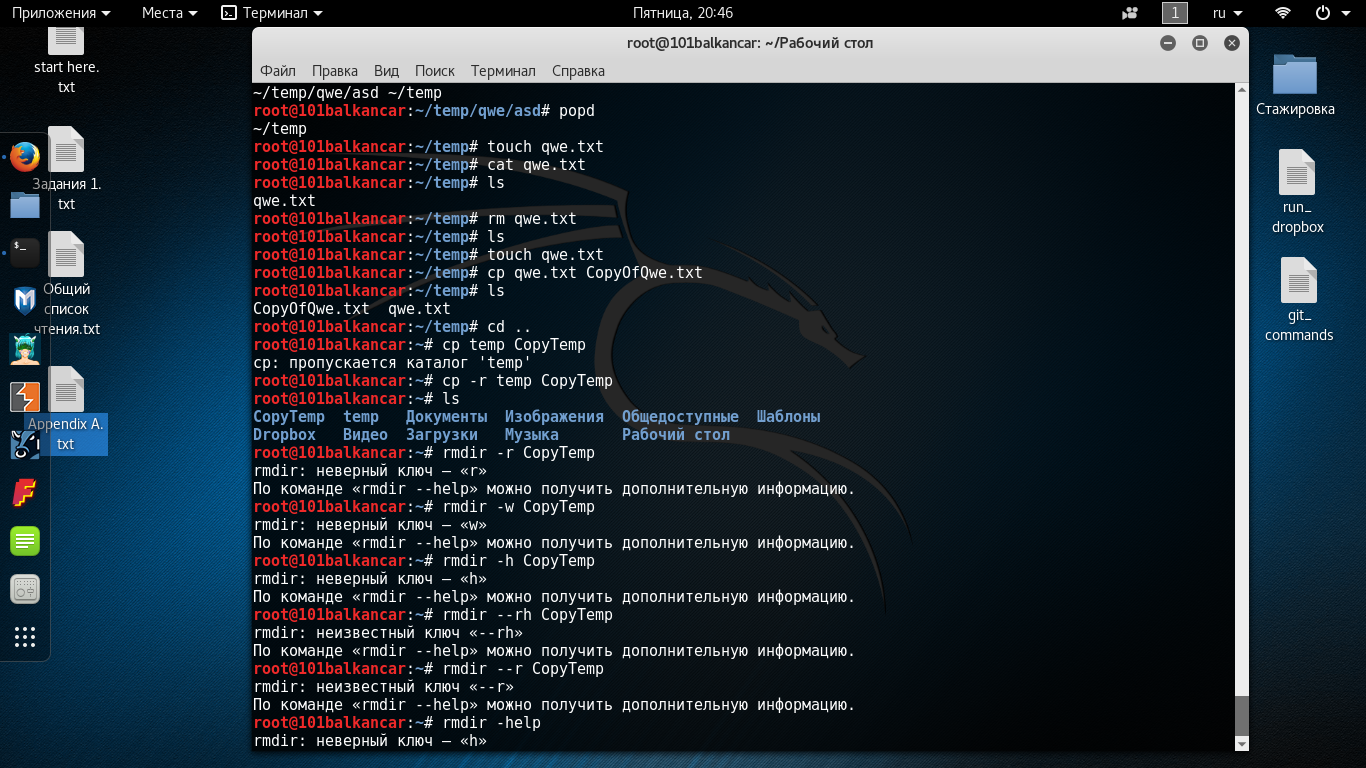 Приложения
Места
Терминал
Пятница, 20:46
1
ru
start here.
txt
Задания 1.
txt
Общий
список
чтения.txt
Appendix A.
txt
root@101balkancar: ~/Рабочий стол
Файл Правка Вид Поиск Терминал Справка
~/temp/qwe/asd ~/temp
root@101balkancar:~/temp/qwe/asd# popd
~/temp
root@101balkancar:~/temp# touch qwe.txt
root@101balkancar:~/temp# cat qwe.txt
root@101balkancar:~/temp# ls
qwe.txt
root@101balkancar:~/temp# rm qwe.txt
root@101balkancar:~/temp# ls
root@101balkancar:~/temp# touch qwe.txt
root@101balkancar:~/temp# cp qwe.txt CopyOfQwe.txt
root@101balkancar:~/temp# ls
CopyOfQwe.txt  qwe.txt
root@101balkancar:~/temp# cd ..
root@101balkancar:~# cp temp CopyTemp
cp: пропускается каталог 'temp'
root@101balkancar:~# cp -r temp CopyTemp
root@101balkancar:~# ls
CopyTemp  temp   Документы  Изображения  Общедоступные  Шаблоны
Dropbox   Видео  Загрузки   Музыка       Рабочий стол
root@101balkancar:~# rmdir -r CopyTemp
rmdir: неверный ключ — «r»
По команде «rmdir --help» можно получить дополнительную информацию.
root@101balkancar:~# rmdir -w CopyTemp
rmdir: неверный ключ — «w»
По команде «rmdir --help» можно получить дополнительную информацию.
root@101balkancar:~# rmdir -h CopyTemp
rmdir: неверный ключ — «h»
По команде «rmdir --help» можно получить дополнительную информацию.
root@101balkancar:~# rmdir --rh CopyTemp
rmdir: неизвестный ключ «--rh»
По команде «rmdir --help» можно получить дополнительную информацию.
root@101balkancar:~# rmdir --r CopyTemp
rmdir: неизвестный ключ «--r»
По команде «rmdir --help» можно получить дополнительную информацию.
root@101balkancar:~# rmdir -help
rmdir: неверный ключ — «h»
Стажировка
run_
dropbox
git_
commands